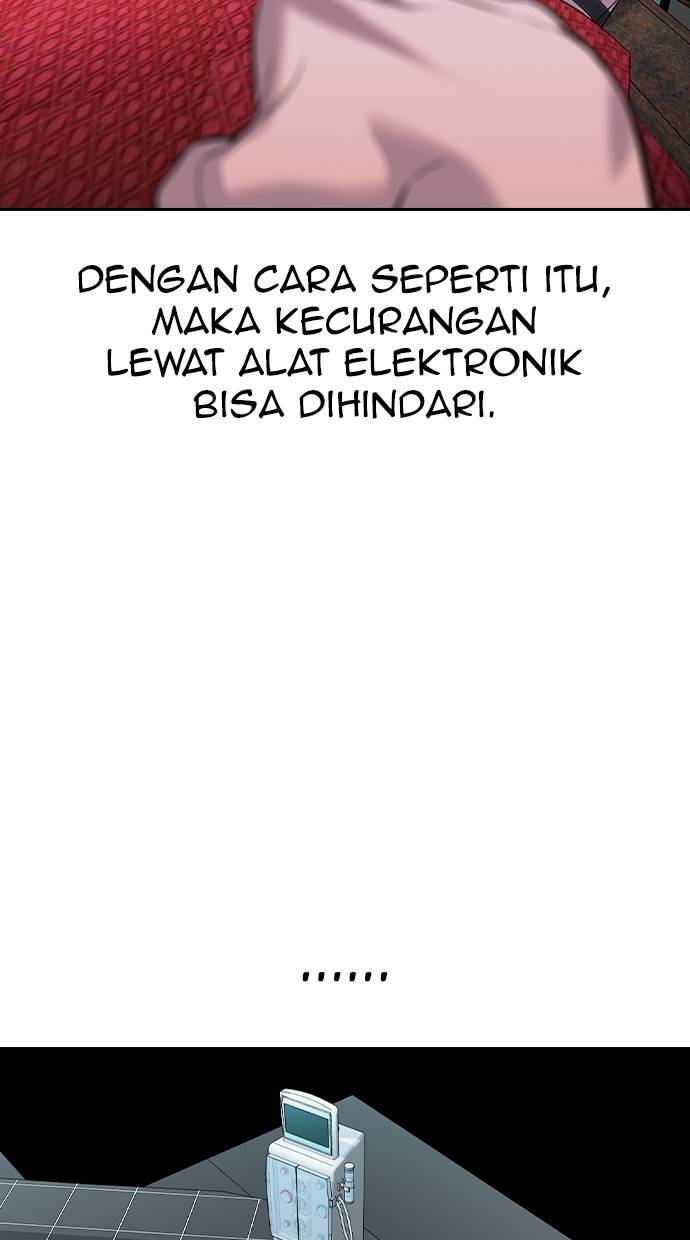 DENGAN CARA SEPERTI ITU,
MAKA KECURANGAN
LEWAT ALAT ELEKTRONIK
BISA DIHINDARI.
......